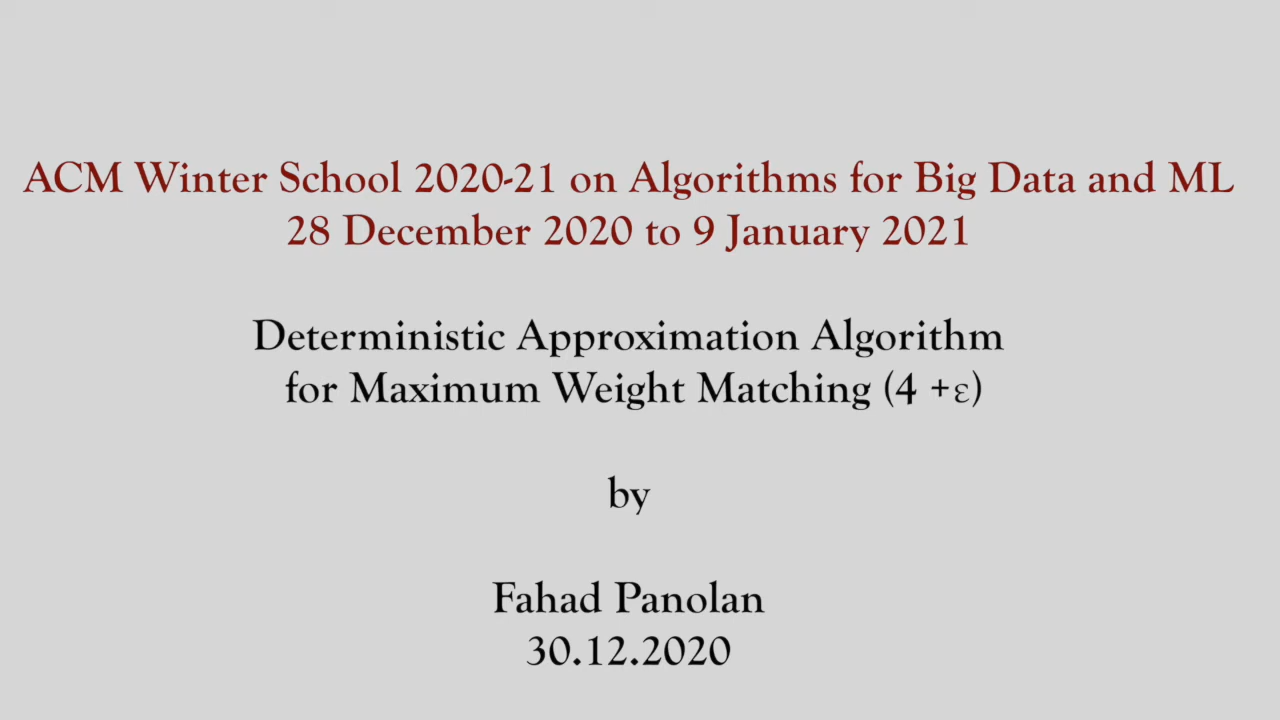 ACM Winter School 2020-21 on Algorithms for Big Data and ML
28 December 2020 to 9 January 2021
Deterministic Approximation Algorithm
for Maximum Weight Matching (4 +ε)
by
Fahad Panolan
30.12.2020